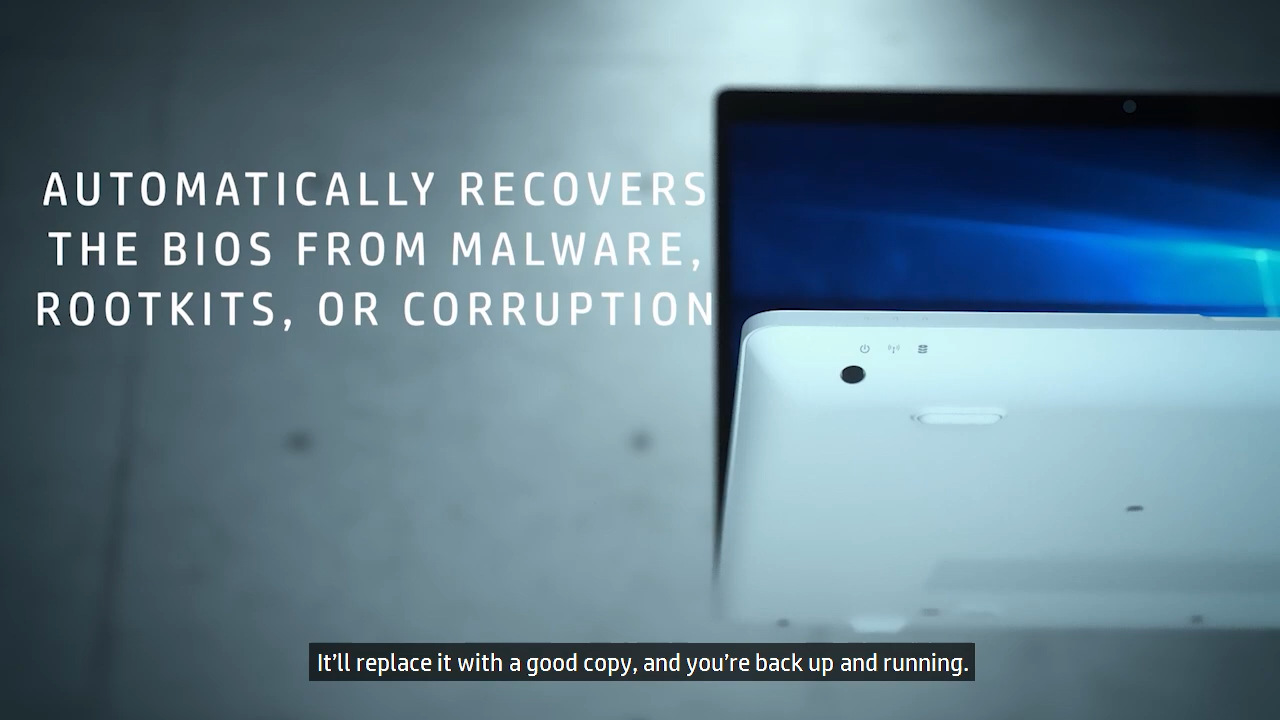 AUTOMATICALLY RECOVERS
THE BIOS FROM MALWARE,
ROOTKITS, OR CORRUPTION
It’ll replace it with a good copy, and you’re back up and running.